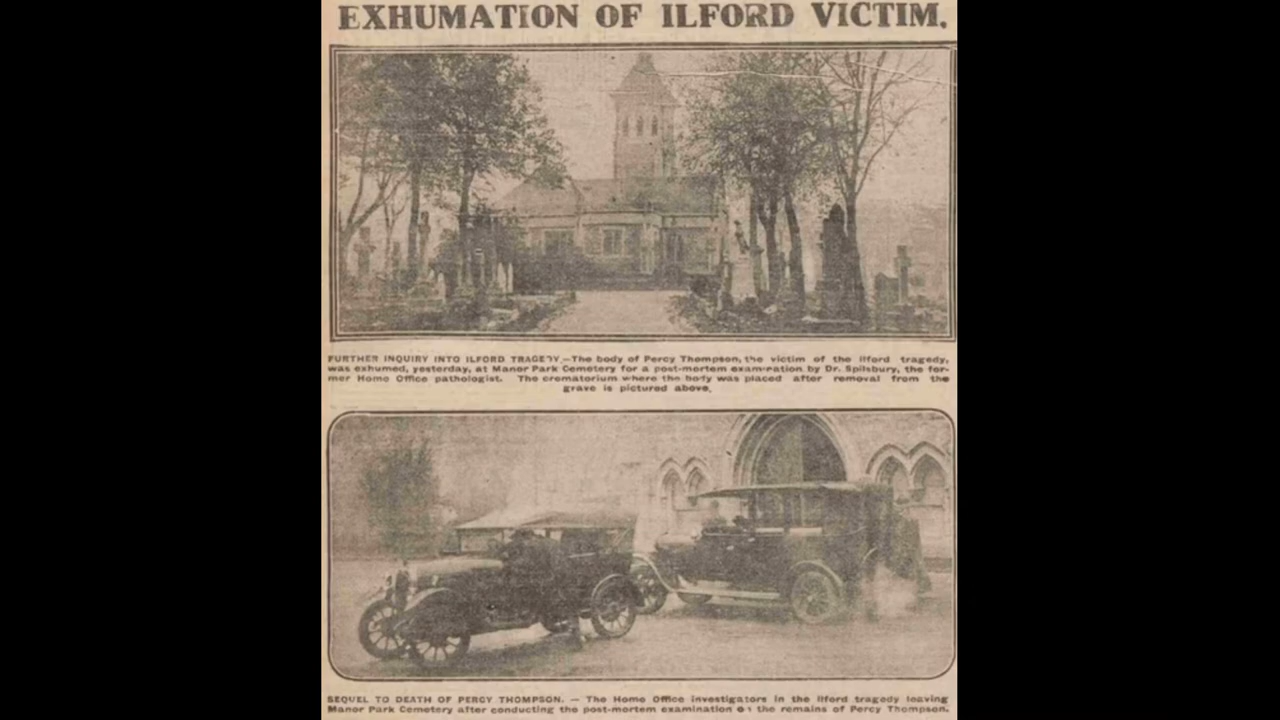 EXHUMATION OF ILFORD VICTIM.
FURTHER INQUIRY INTO ILFORD TRAGEDY.—The body of Percy Thompson, the victim of the Ilford tragedy,
was exhumed, yesterday, at Manor Park Cemetery for a post-mortem examination by Dr. Spilsbury, the for-
mer Home Office pathologist. The crematorium where the body was placed after removal from the
grave is pictured above.
SEQUEL TO DEATH OF PERCY THOMPSON. — The Home Office investigators in the Ilford tragedy leaving
Manor Park Cemetery after conducting the post-mortem examination on the remains of Percy Thompson.